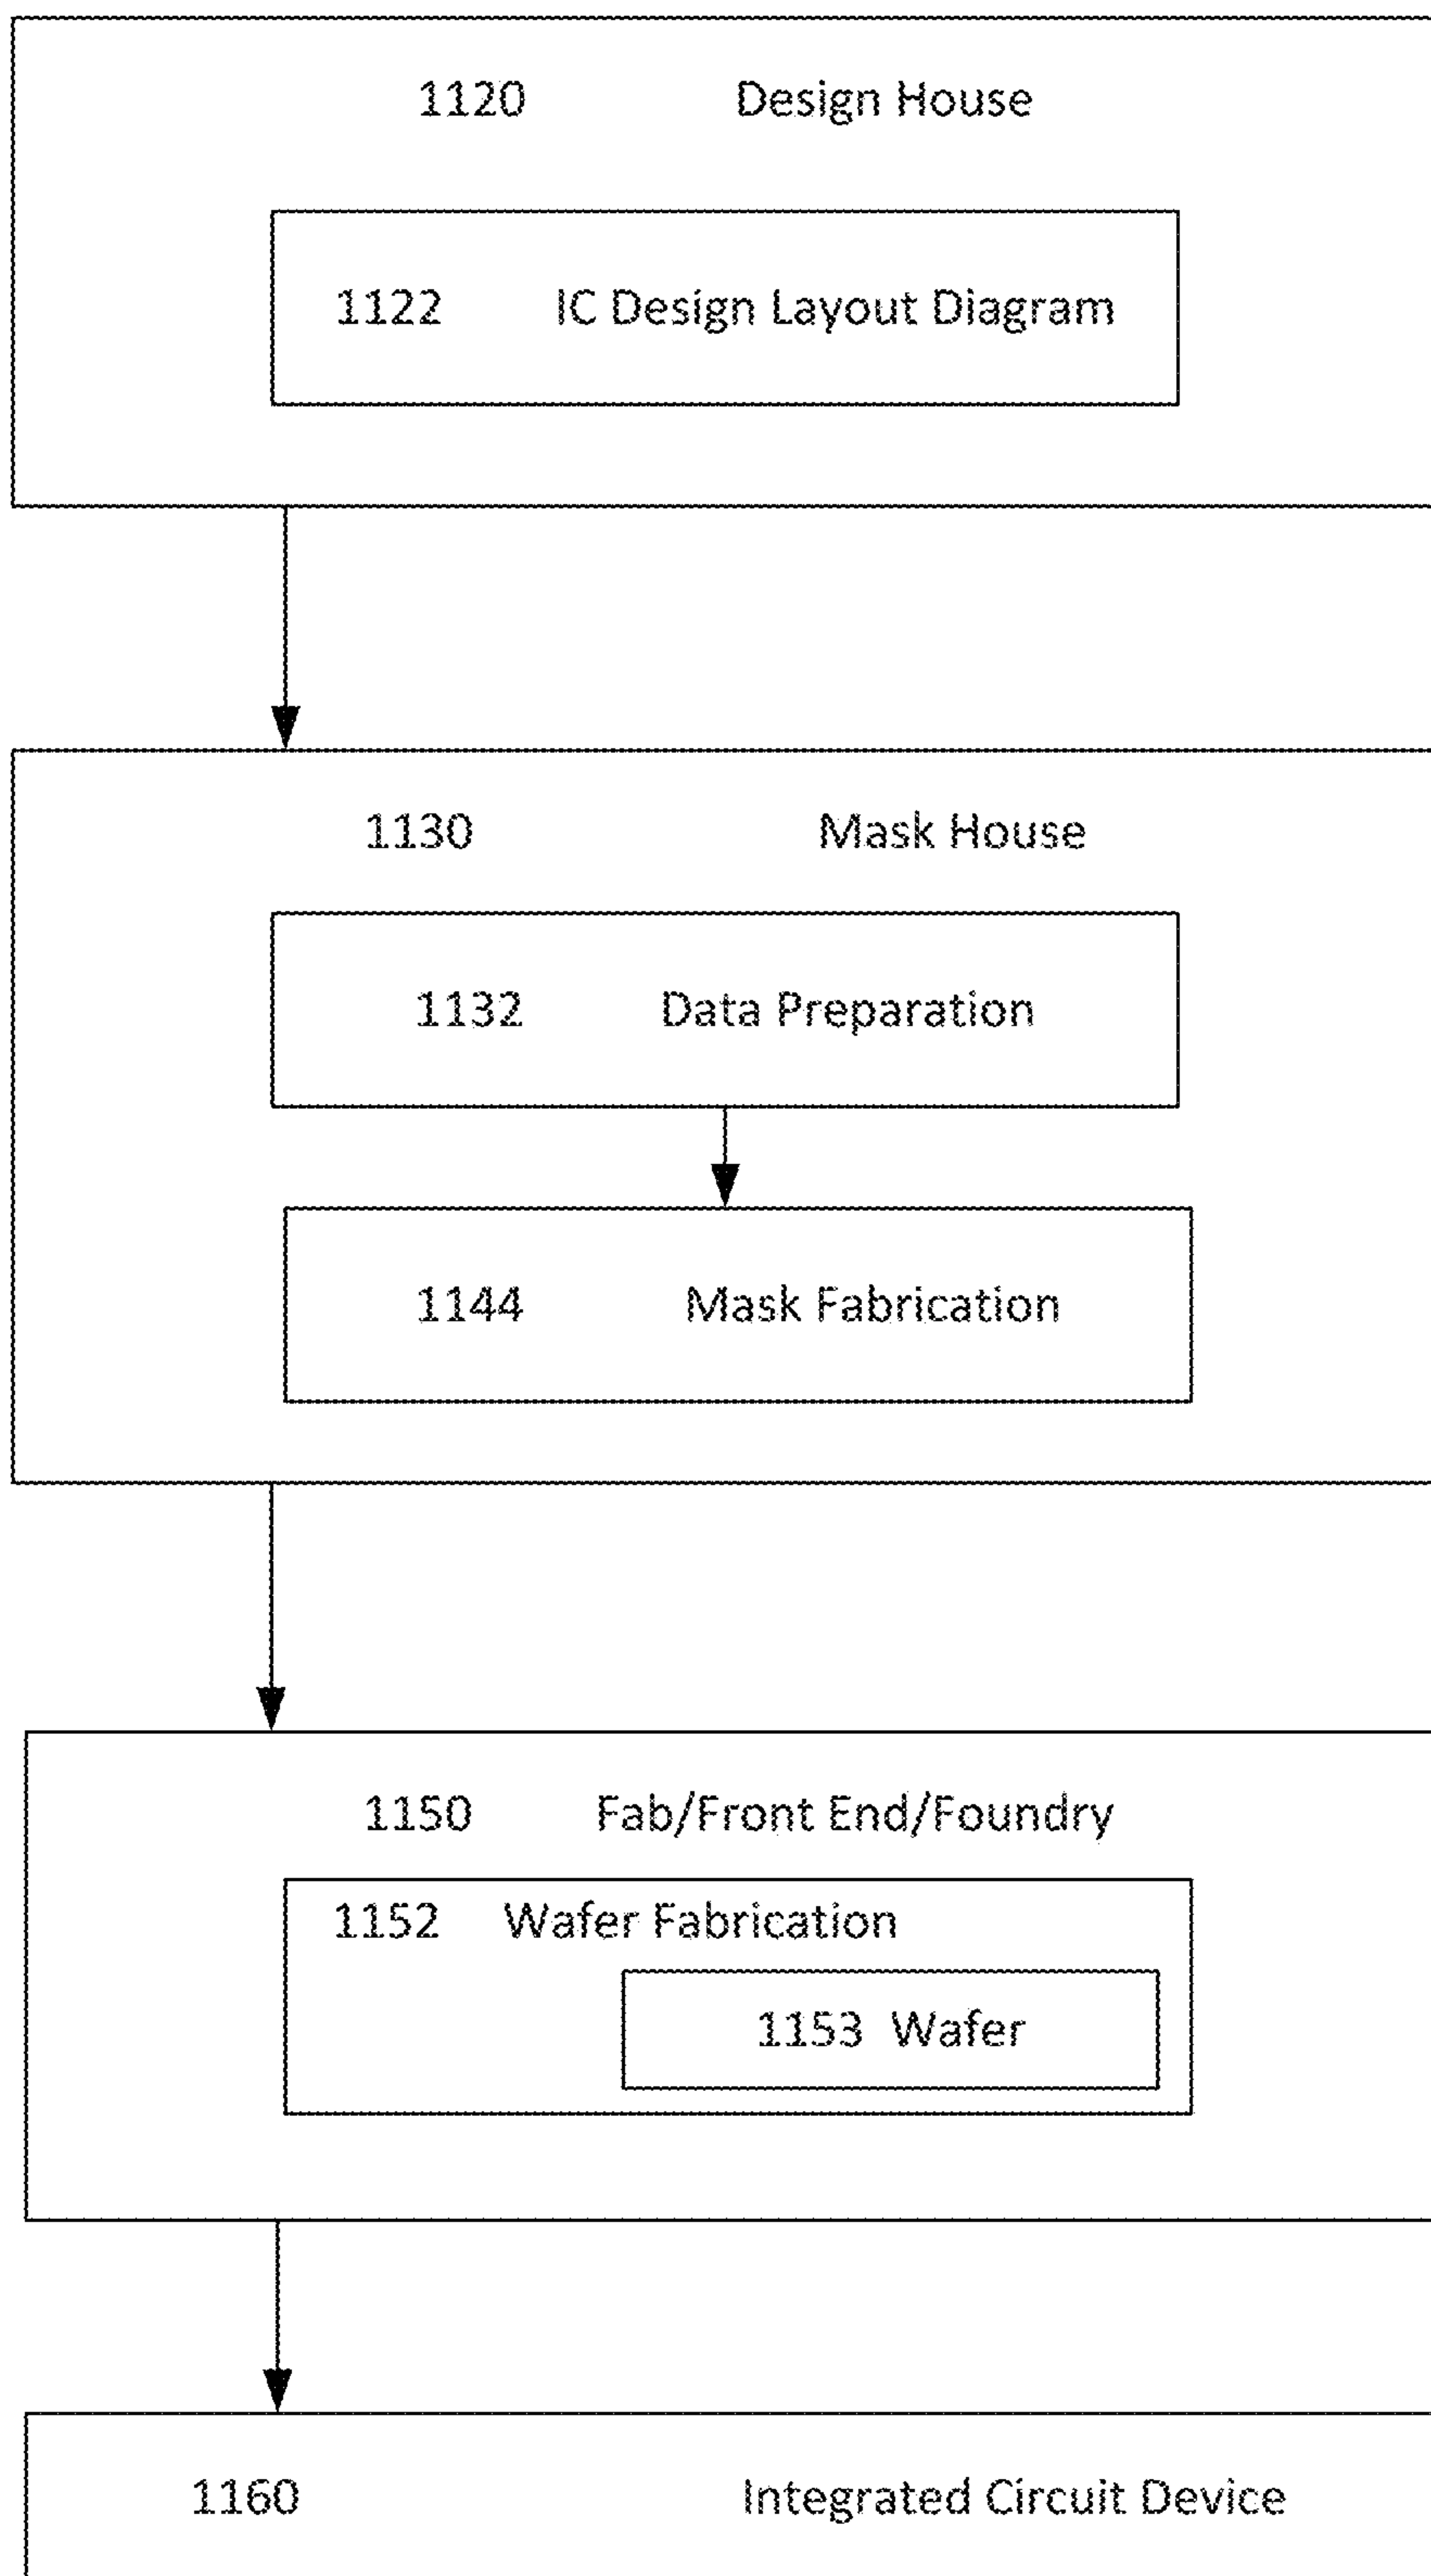 1120 Design House
1122 IC Design Layout Diagram
1130 Mask House
1132 Data Preparation
1144 Mask Fabrication
1150 Fab/Front End/Foundry
1152 Wafer Fabrication
1153 Wafer
1160 Integrated Circuit Device